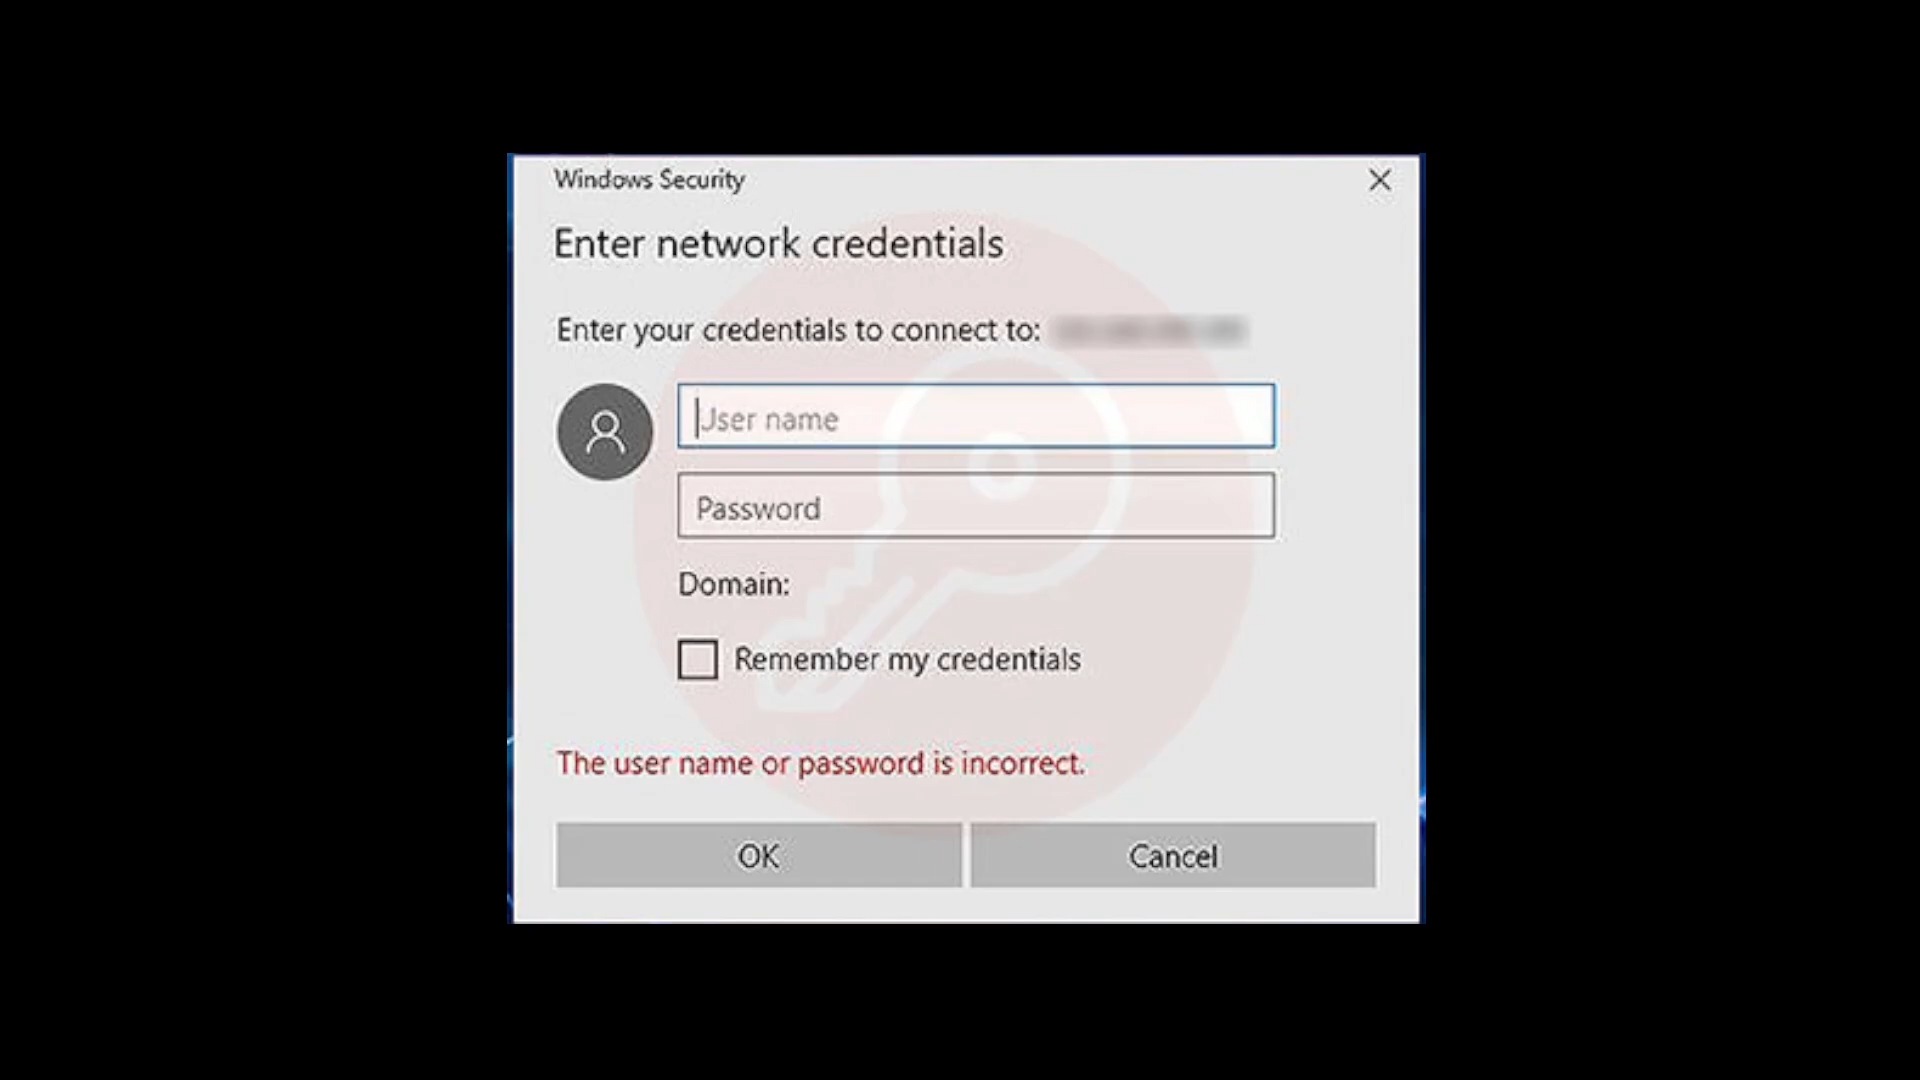 Windows Security
Enter network credentials
Enter your credentials to connect to:
User name
Password
Domain:
Remember my credentials
The user name or password is incorrect.
OK
Cancel